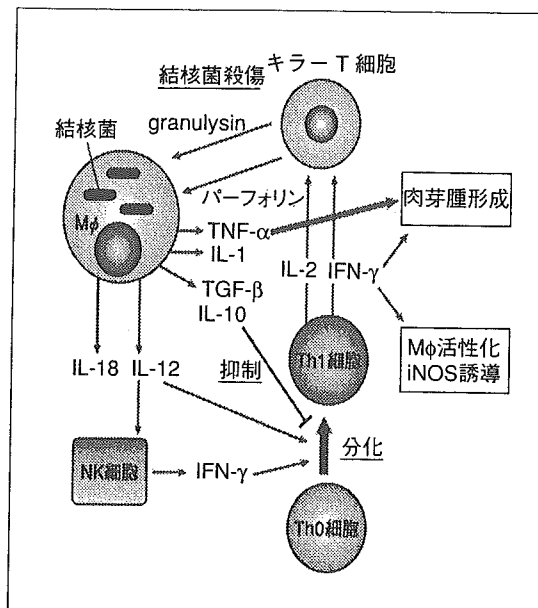 キラーT細胞
結核菌殺傷
granulysin
結核菌
パーフォリン
Mφ
TNF-α
IL-1
肉芽腫形成
TGF-β
IL-10
IL-2 IFN-γ
Th1細胞
Mφ活性化
iNOS誘導
IL-18 IL-12
抑制
分化
NK細胞
IFN-γ
Th0細胞